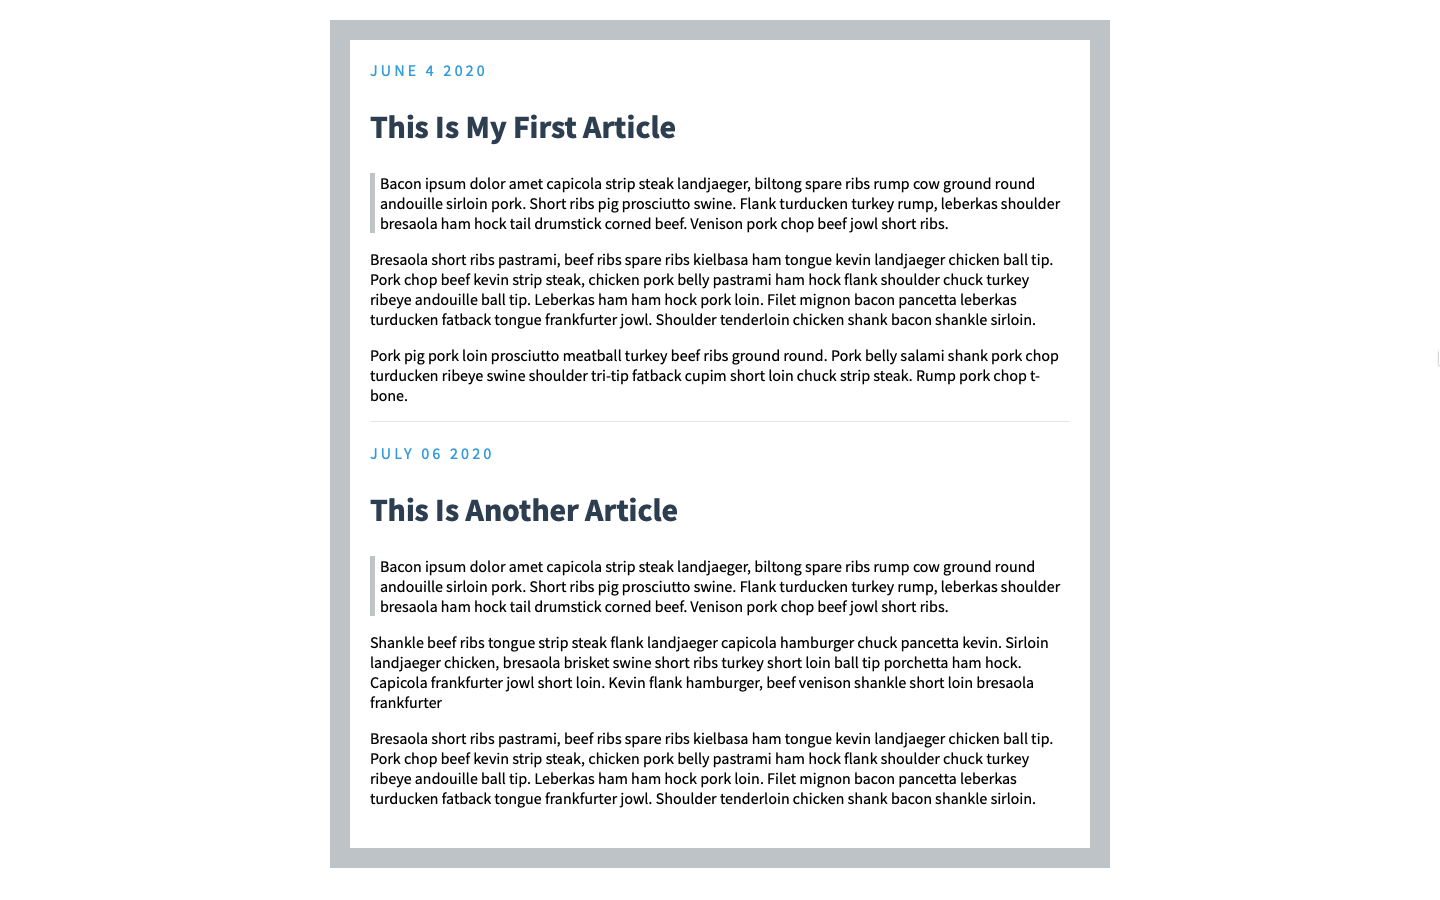 JUNE 4 2020
This Is My First Article
Bacon ipsum dolor amet capicola strip steak landjaeger, biltong spare ribs rump cow ground round
andouille sirloin pork. Short ribs pig prosciutto swine. Flank turducken turkey rump, leberkas shoulder
bresaola ham hock tail drumstick corned beef. Venison pork chop beef jowl short ribs.
Bresaola short ribs pastrami, beef ribs spare ribs kielbasa ham tongue kevin landjaeger chicken ball tip.
Pork chop beef kevin strip steak, chicken pork belly pastrami ham hock flank shoulder chuck turkey
ribeye andouille ball tip. Leberkas ham ham hock pork loin. Filet mignon bacon pancetta leberkas
turducken fatback tongue frankfurter jowl. Shoulder tenderloin chicken shank bacon shankle sirloin.
Pork pig pork loin prosciutto meatball turkey beef ribs ground round. Pork belly salami shank pork chop
turducken ribeye swine shoulder tri-tip fatback cupim short loin chuck strip steak. Rump pork chop t-
bone.
JULY 06 2020
This Is Another Article
Bacon ipsum dolor amet capicola strip steak landjaeger, biltong spare ribs rump cow ground round
andouille sirloin pork. Short ribs pig prosciutto swine. Flank turducken turkey rump, leberkas shoulder
bresaola ham hock tail drumstick corned beef. Venison pork chop beef jowl short ribs.
Shankle beef ribs tongue strip steak flank landjaeger capicola hamburger chuck pancetta kevin. Sirloin
landjaeger chicken, bresaola brisket swine short ribs turkey short loin ball tip porchetta ham hock.
Capicola frankfurter jowl short loin. Kevin flank hamburger, beef venison shankle short loin bresaola
frankfurter
Bresaola short ribs pastrami, beef ribs spare ribs kielbasa ham tongue kevin landjaeger chicken ball tip.
Pork chop beef kevin strip steak, chicken pork belly pastrami ham hock flank shoulder chuck turkey
ribeye andouille ball tip. Leberkas ham ham hock pork loin. Filet mignon bacon pancetta leberkas
turducken fatback tongue frankfurter jowl. Shoulder tenderloin chicken shank bacon shankle sirloin.